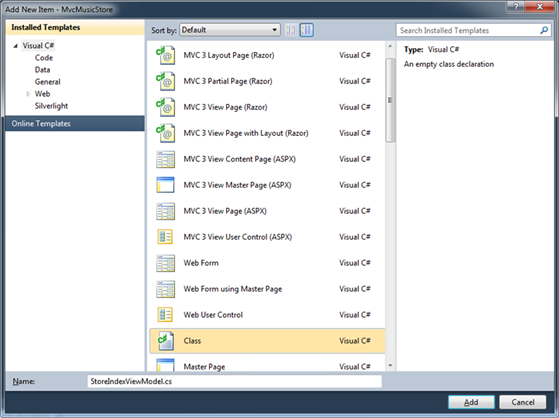 Add New Item - MvcMusicStore
Installed Templates
Visual C#
Code
Data
General
Web
Silverlight
Online Templates
Sort by: Default
MVC 3 Layout Page (Razor) Visual C#
MVC 3 Partial Page (Razor) Visual C#
MVC 3 View Page (Razor) Visual C#
MVC 3 View Page with Layout (Razor) Visual C#
MVC 3 View Content Page (ASPX) Visual C#
MVC 3 View Master Page (ASPX) Visual C#
MVC 3 View Page (ASPX) Visual C#
MVC 3 View User Control (ASPX) Visual C#
Web Form Visual C#
Web Form using Master Page Visual C#
Web User Control Visual C#
Class Visual C#
Master Page Visual C#
Search Installed Templates
Type: Visual C#
An empty class declaration
Name: StoreIndexViewModel.cs
Add Cancel